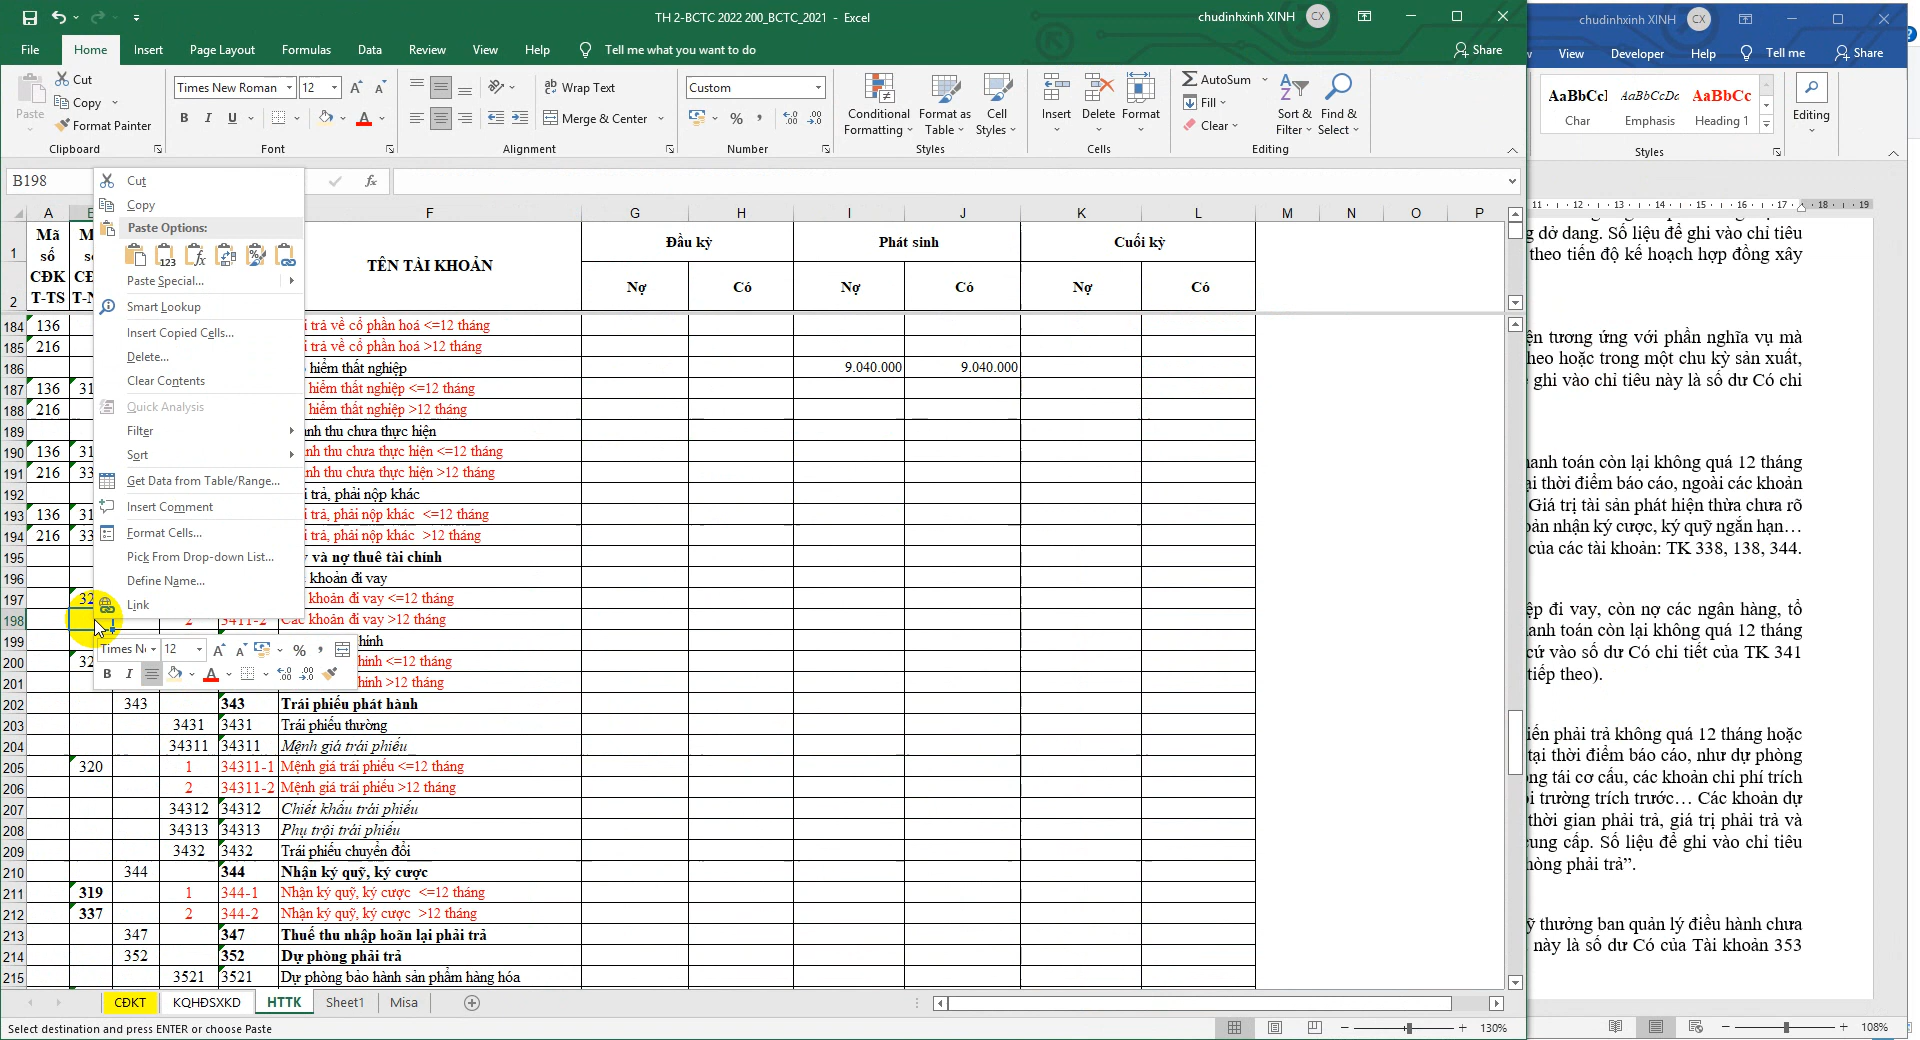 TH 2-BCTC 2022 200_BCTC_2021 - Excel
chudinhxinh XINH CX
chudinhxinh XINH CX
File Home Insert Page Layout Formulas Data Review View Help Tell me what you want to do Share
View Developer Help Tell me Share
Paste Cut Copy Format Painter Clipboard
Times New Roman 12 B I U Font
Wrap Text Merge & Center Alignment
Custom % Number
Conditional Formatting Format as Table Cell Styles Styles
Insert Delete Format Cells
AutoSum Fill Clear Sort & Filter Find & Select Editing
AaBbCcI AaBbCcDc AaBbCc
Char Emphasis Heading 1
Styles Editing
B198 fx
Cut
Copy
Paste Options:
123
Paste Special...
Smart Lookup
Insert Copied Cells...
Delete...
Clear Contents
Quick Analysis
Filter
Sort
Get Data from Table/Range...
Insert Comment
Format Cells...
Pick From Drop-down List...
Define Name...
Link
A F G H I J K L M N O P
1 Mã số CĐK T-TS TÊN TÀI KHOẢN Đầu kỳ Phát sinh Cuối kỳ
2 Nợ Có Nợ Có Nợ Có
184 136 trả về cổ phần hoá <=12 tháng
185 216 trả về cổ phần hoá >12 tháng
186 hiểm thất nghiệp 9.040.000 9.040.000
187 136 31 hiểm thất nghiệp <=12 tháng
188 216 hiểm thất nghiệp >12 tháng
189 anh thu chưa thực hiện
190 136 31 anh thu chưa thực hiện <=12 tháng
191 216 33 anh thu chưa thực hiện >12 tháng
192 trả, phải nộp khác
193 136 31 trả, phải nộp khác <=12 tháng
194 216 33 trả, phải nộp khác >12 tháng
195 và nợ thuê tài chính
196 khoản đi vay
197 32 khoản đi vay <=12 tháng
198 2 3411-2 Các khoản đi vay >12 tháng
199 hính
200 32 hính <=12 tháng
201 hính >12 tháng
Times Ne 12 A A % B I A
202 343 343 Trái phiếu phát hành
203 3431 3431 Trái phiếu thường
204 34311 34311 Mệnh giá trái phiếu
205 320 1 34311-1 Mệnh giá trái phiếu <=12 tháng
206 2 34311-2 Mệnh giá trái phiếu >12 tháng
207 34312 34312 Chiết khấu trái phiếu
208 34313 34313 Phụ trội trái phiếu
209 3432 3432 Trái phiếu chuyển đổi
210 344 344 Nhận ký quỹ, ký cược
211 319 1 344-1 Nhận ký quỹ, ký cược <=12 tháng
212 337 2 344-2 Nhận ký quỹ, ký cược >12 tháng
213 347 347 Thuế thu nhập hoãn lại phải trả
214 352 352 Dự phòng phải trả
215 3521 3521 Dự phòng bảo hành sản phẩm hàng hóa
CĐKT KQHĐSXKD HTTK Sheet1 Misa
Select destination and press ENTER or choose Paste
130%
11 12 13 14 15 16 17 18 19
g dở dang. Số liệu để ghi vào chỉ tiêu
theo tiến độ kế hoạch hợp đồng xây
ện tương ứng với phần nghĩa vụ mà
heo hoặc trong một chu kỳ sản xuất,
ghi vào chỉ tiêu này là số dư Có chi
hanh toán còn lại không quá 12 tháng
ại thời điểm báo cáo, ngoài các khoản
Giá trị tài sản phát hiện thừa chưa rõ
oản nhận ký cược, ký quỹ ngắn hạn…
của các tài khoản: TK 338, 138, 344.
ệp đi vay, còn nợ các ngân hàng, tổ
hanh toán còn lại không quá 12 tháng
cứ vào số dư Có chi tiết của TK 341
tiếp theo).
iến phải trả không quá 12 tháng hoặc
tại thời điểm báo cáo, như dự phòng
ng tái cơ cấu, các khoản chi phí trích
ôi trường trích trước… Các khoản dự
thời gian phải trả, giá trị phải trả và
cung cấp. Số liệu để ghi vào chỉ tiêu
hòng phải trả”.
ỹ thưởng ban quản lý điều hành chưa
này là số dư Có của Tài khoản 353
108%